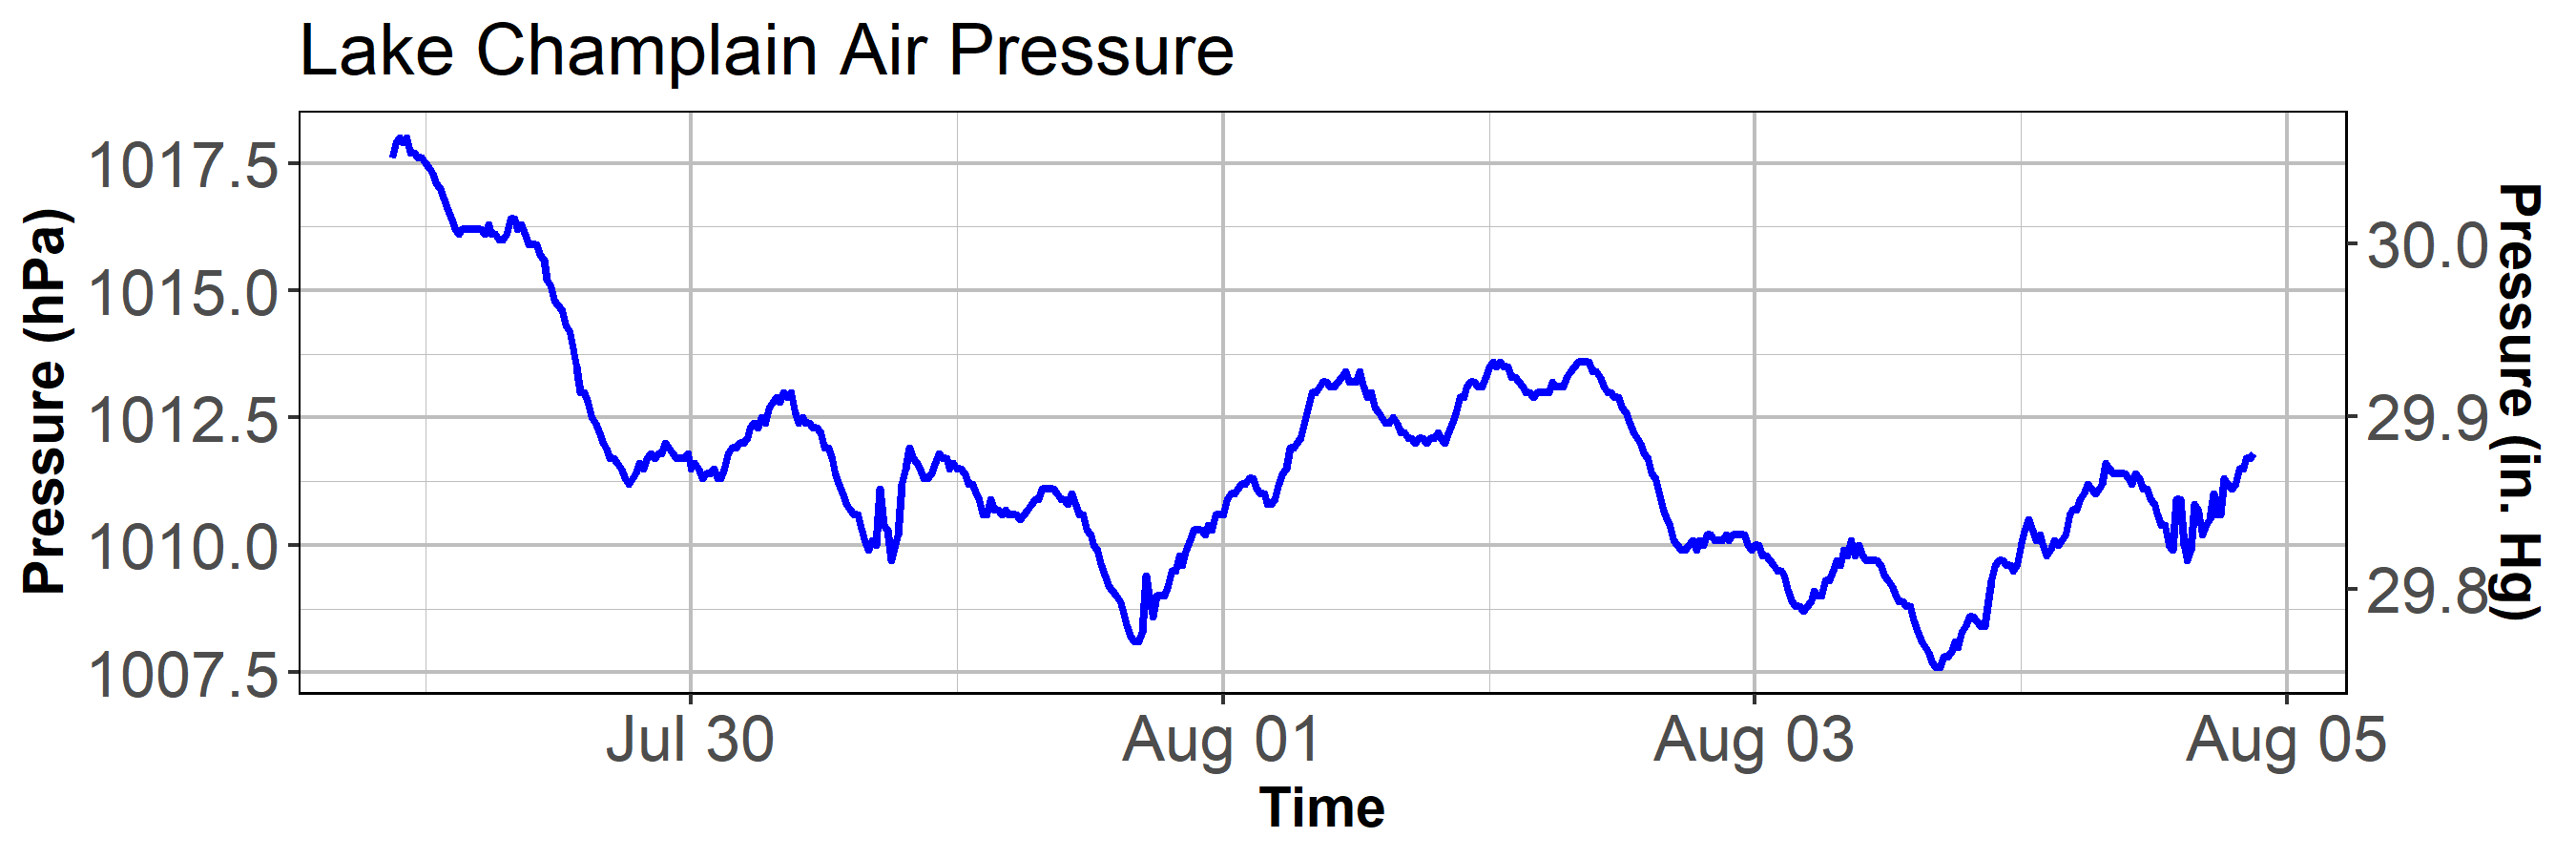 Lake Champlain Air Pressure
Pressure (hPa)
1017.5
1015.0
1012.5
1010.0
1007.5
30.0
29.9
29.8
Pressure (in. Hg)
Jul 30
Aug 01
Aug 03
Aug 05
Time